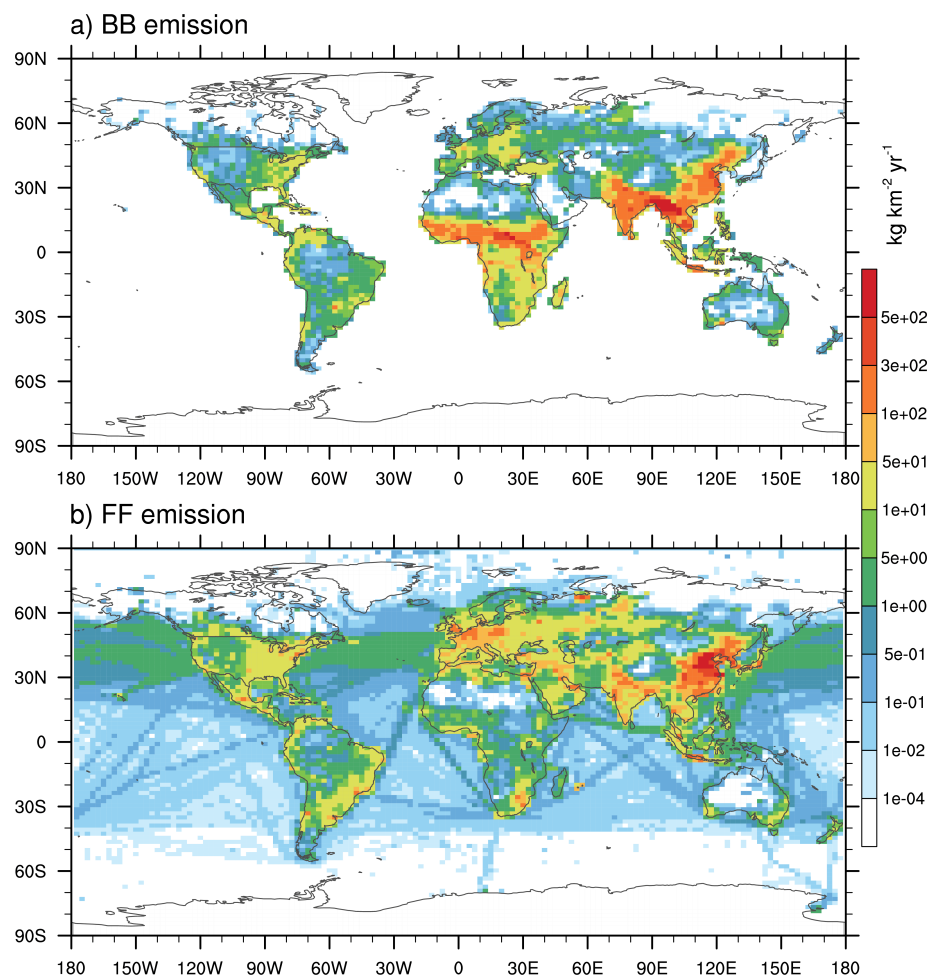 a) BB emission
90N
60N
30N
0
30S
60S
90S
180 150W 120W 90W 60W 30W 0 30E 60E 90E 120E 150E 180
b) FF emission
90N
60N
30N
0
30S
60S
90S
180 150W 120W 90W 60W 30W 0 30E 60E 90E 120E 150E 180
kg km⁻² yr⁻¹
5e+02
3e+02
1e+02
5e+01
1e+01
5e+00
1e+00
5e-01
1e-01
1e-02
1e-04